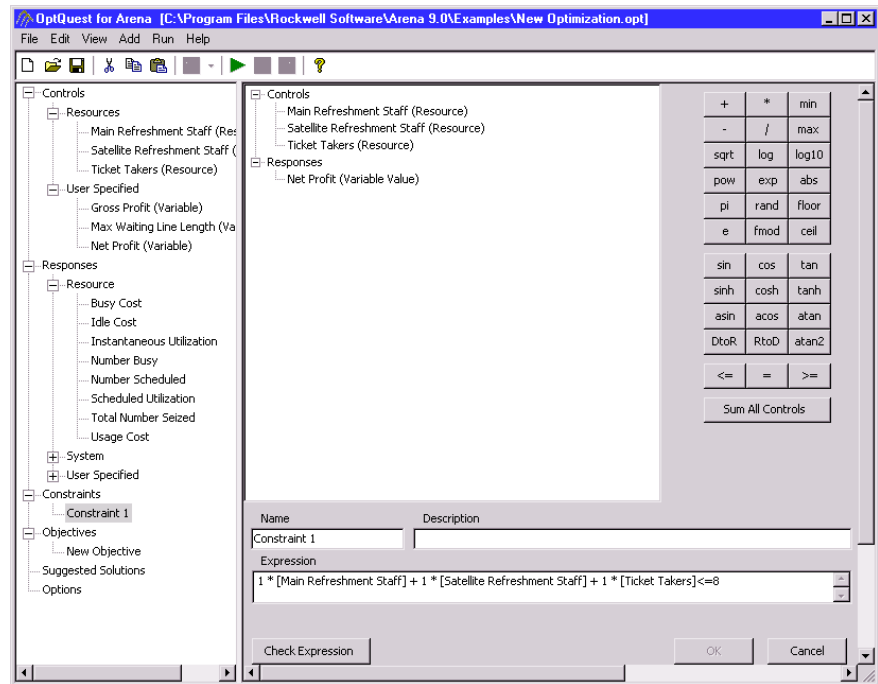 OptQuest for Arena [C:\Program Files\Rockwell Software\Arena 9.0\Examples\New Optimization.opt]
File Edit View Add Run Help
Controls
Resources
Main Refreshment Staff (Res
Satellite Refreshment Staff (
Ticket Takers (Resource)
User Specified
Gross Profit (Variable)
Max Waiting Line Length (Va
Net Profit (Variable)
Responses
Resource
Busy Cost
Idle Cost
Instantaneous Utilization
Number Busy
Number Scheduled
Scheduled Utilization
Total Number Seized
Usage Cost
System
User Specified
Constraints
Constraint 1
Objectives
New Objective
Suggested Solutions
Options
Controls
Main Refreshment Staff (Resource)
Satellite Refreshment Staff (Resource)
Ticket Takers (Resource)
Responses
Net Profit (Variable Value)
+ * min
- / max
sqrt log log10
pow exp abs
pi rand floor
e fmod ceil
sin cos tan
sinh cosh tanh
asin acos atan
DtoR RtoD atan2
<= = >=
Sum All Controls
Name Description
Constraint 1
Expression
1 * [Main Refreshment Staff] + 1 * [Satellite Refreshment Staff] + 1 * [Ticket Takers]<=8
Check Expression OK Cancel